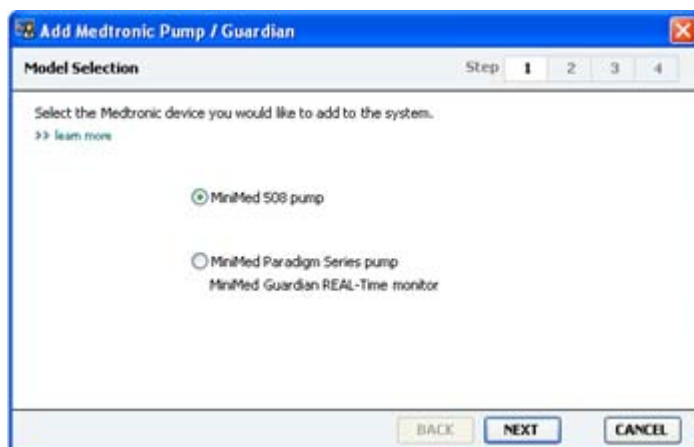 Add Medtronic Pump / Guardian
Model Selection
Step 1 2 3 4
Select the Medtronic device you would like to add to the system.
>> learn more
MiniMed 508 pump
MiniMed Paradigm Series pump
MiniMed Guardian REAL-Time monitor
BACK NEXT CANCEL